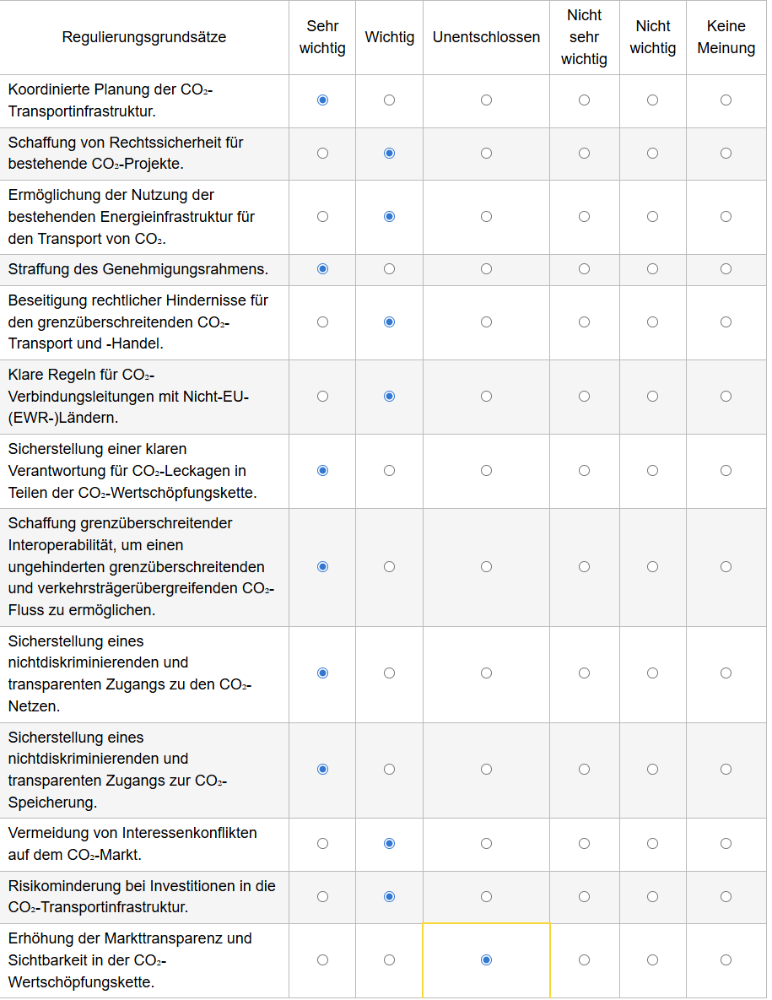 Regulierungsgrundsätze
Sehr
wichtig
Wichtig
Unentschlossen
Nicht
sehr
wichtig
Nicht
wichtig
Keine
Meinung
Koordinierte Planung der CO₂-
Transportinfrastruktur.
Schaffung von Rechtssicherheit für
bestehende CO₂-Projekte.
Ermöglichung der Nutzung der
bestehenden Energieinfrastruktur für
den Transport von CO₂.
Straffung des Genehmigungsrahmens.
Beseitigung rechtlicher Hindernisse für
den grenzüberschreitenden CO₂-
Transport und -Handel.
Klare Regeln für CO₂-
Verbindungsleitungen mit Nicht-EU-
(EWR-)Ländern.
Sicherstellung einer klaren
Verantwortung für CO₂-Leckagen in
Teilen der CO₂-Wertschöpfungskette.
Schaffung grenzüberschreitender
Interoperabilität, um einen
ungehinderten grenzüberschreitenden
und verkehrsträgerübergreifenden CO₂-
Fluss zu ermöglichen.
Sicherstellung eines
nichtdiskriminierenden und
transparenten Zugangs zu den CO₂-
Netzen.
Sicherstellung eines
nichtdiskriminierenden und
transparenten Zugangs zur CO₂-
Speicherung.
Vermeidung von Interessenkonflikten
auf dem CO₂-Markt.
Risikominderung bei Investitionen in die
CO₂-Transportinfrastruktur.
Erhöhung der Markttransparenz und
Sichtbarkeit in der CO₂-
Wertschöpfungskette.